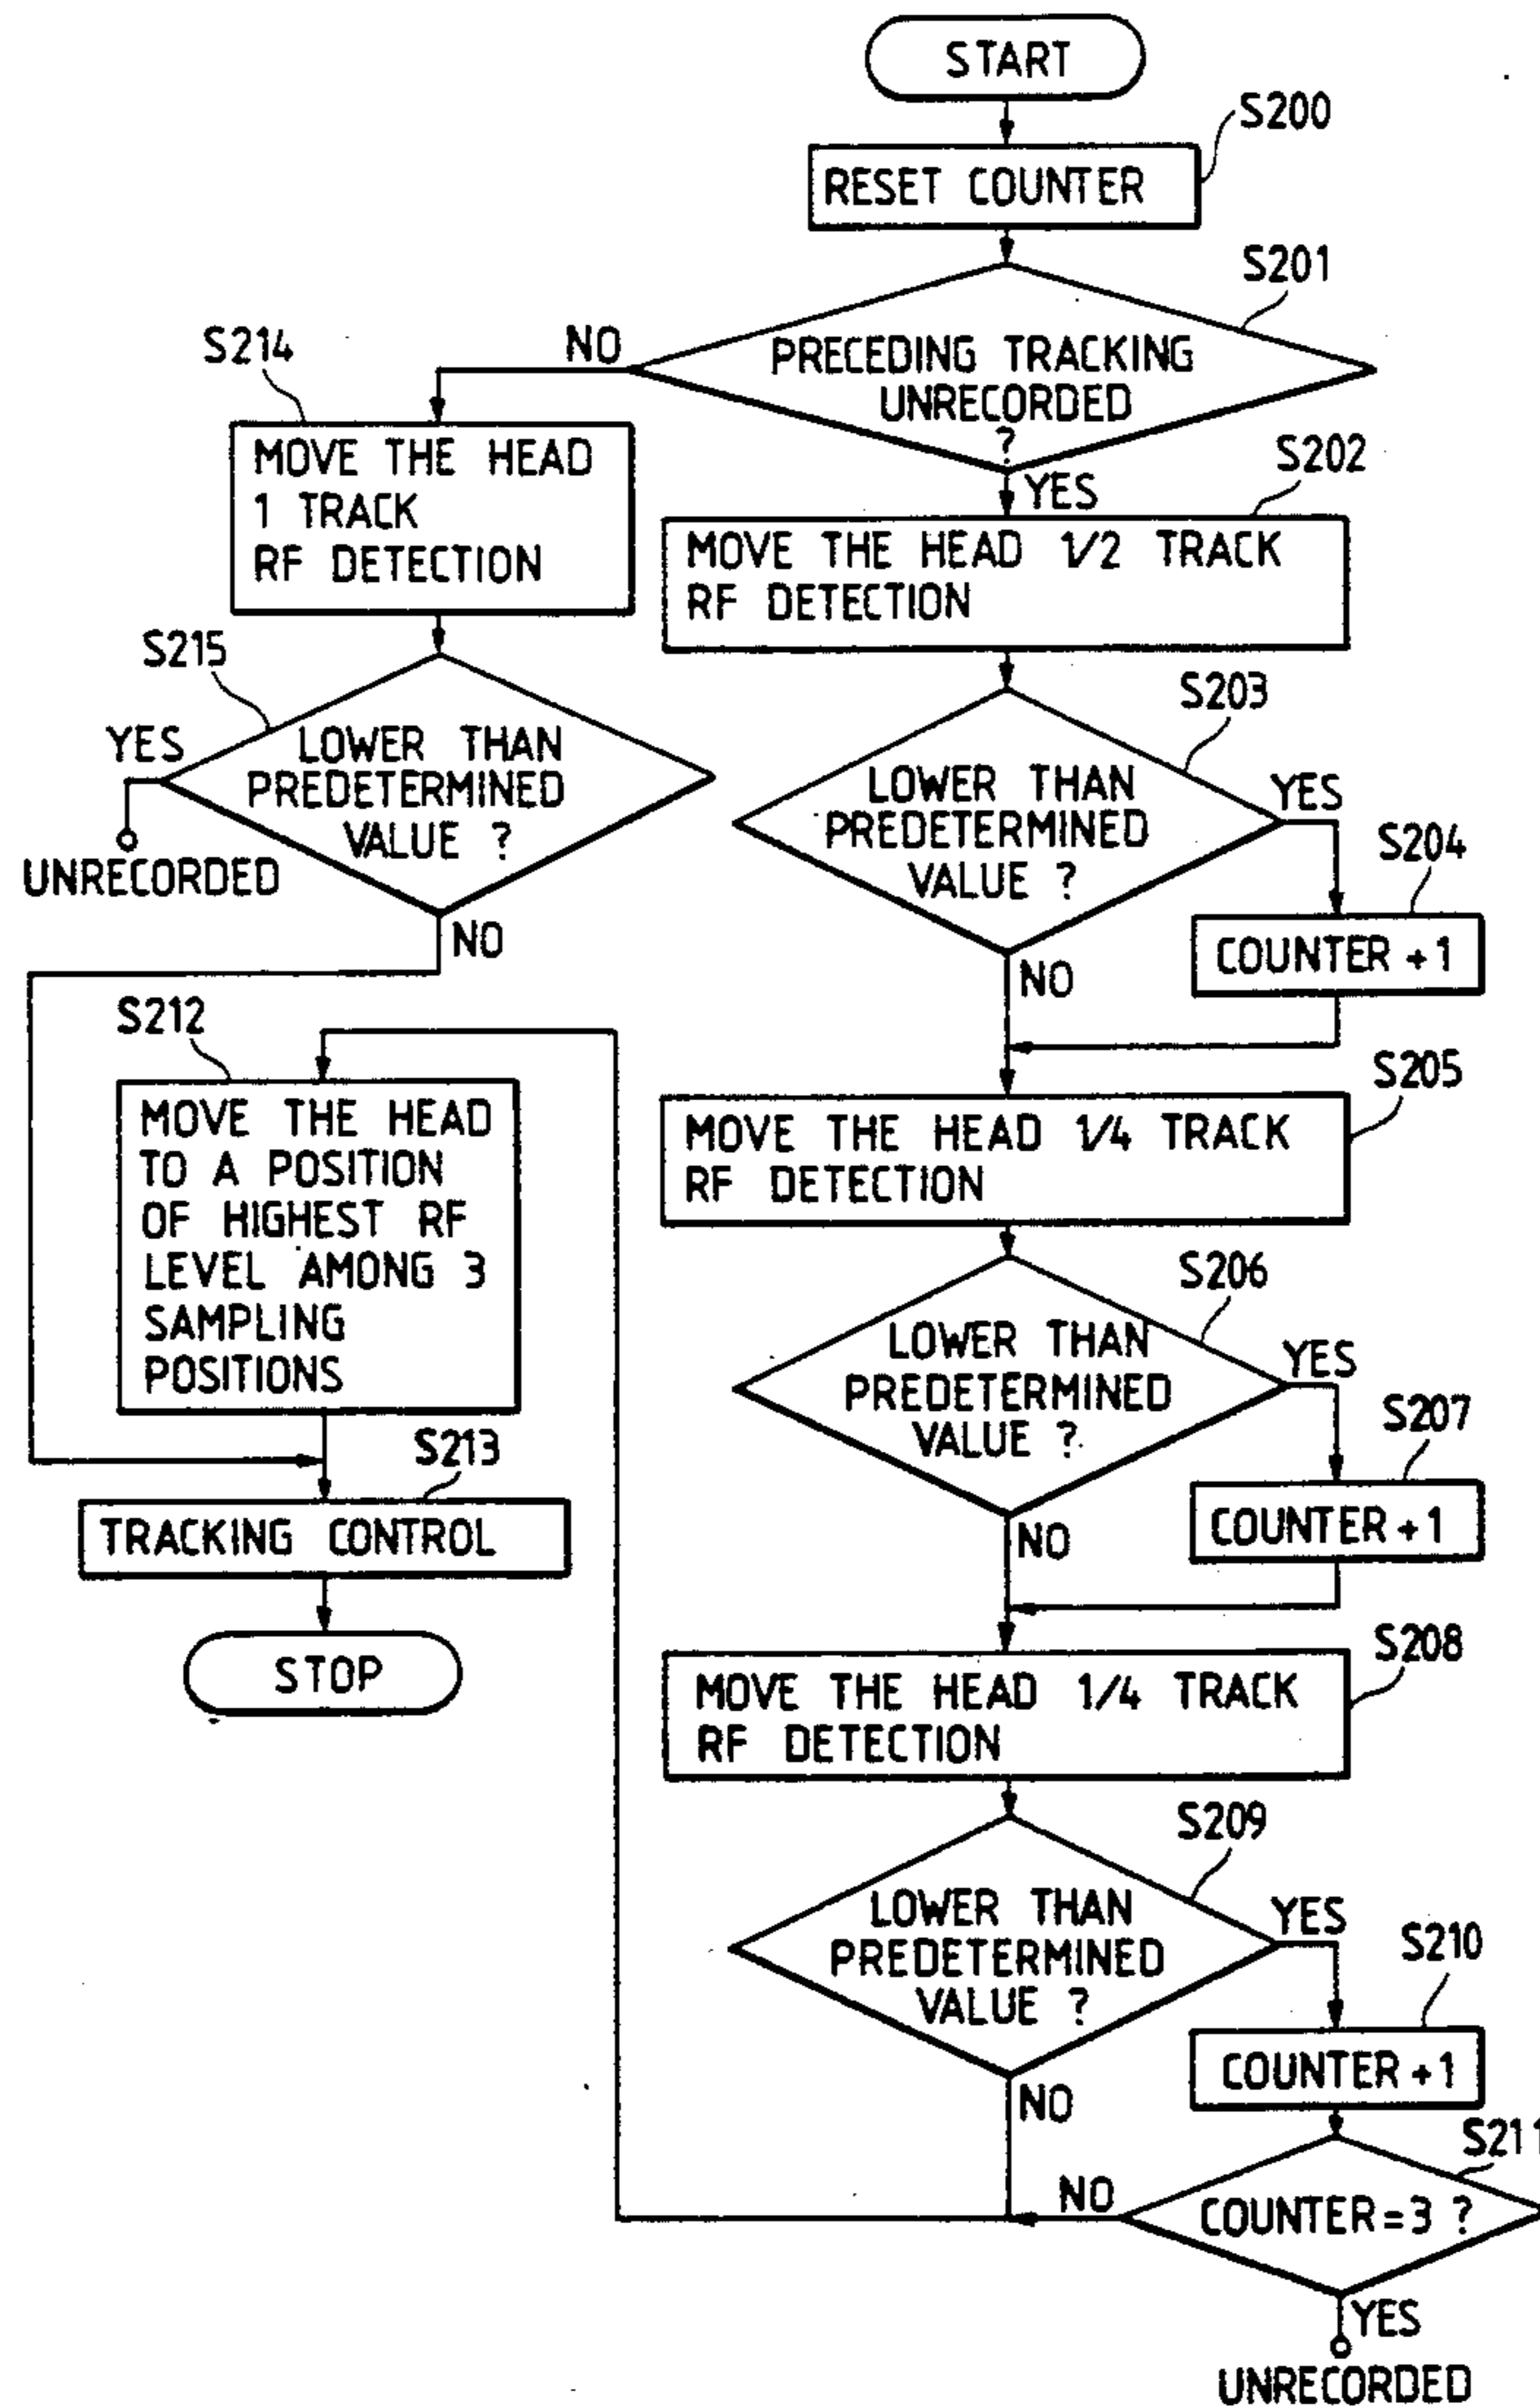 START
S200
RESET COUNTER
S201
PRECEDING TRACKING
UNRECORDED
?
NO
YES
S214
MOVE THE HEAD
1 TRACK
RF DETECTION
S202
MOVE THE HEAD 1/2 TRACK
RF DETECTION
S215
YES
LOWER THAN
PREDETERMINED
VALUE ?
UNRECORDED
NO
S203
LOWER THAN
PREDETERMINED
VALUE ?
YES
S204
COUNTER +1
NO
S212
MOVE THE HEAD
TO A POSITION
OF HIGHEST RF
LEVEL AMONG 3
SAMPLING
POSITIONS
S205
MOVE THE HEAD 1/4 TRACK
RF DETECTION
S206
LOWER THAN
PREDETERMINED
VALUE ?
YES
S207
COUNTER +1
NO
S213
TRACKING CONTROL
STOP
S208
MOVE THE HEAD 1/4 TRACK
RF DETECTION
S209
LOWER THAN
PREDETERMINED
VALUE ?
YES
S210
COUNTER +1
NO
S211
NO
COUNTER=3 ?
YES
UNRECORDED